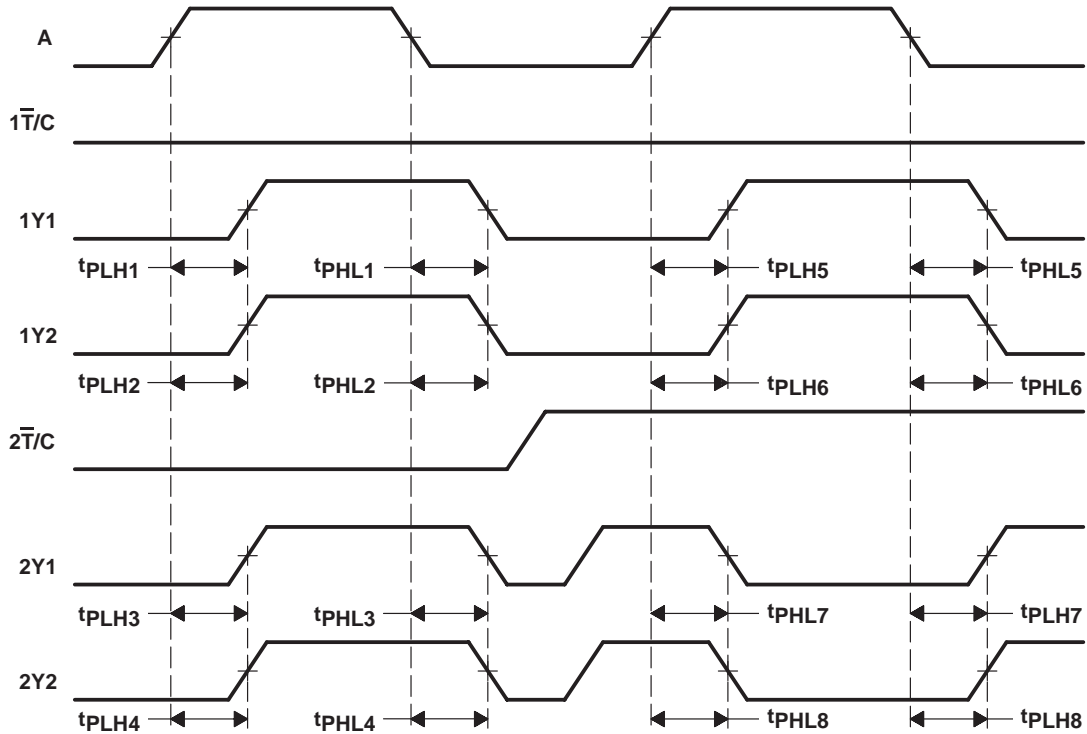 A
1T̅/C
1Y1
tPLH1 tPHL1 tPLH5 tPHL5
1Y2
tPLH2 tPHL2 tPLH6 tPHL6
2T̅/C
2Y1
tPLH3 tPHL3 tPHL7 tPLH7
2Y2
tPLH4 tPHL4 tPHL8 tPLH8